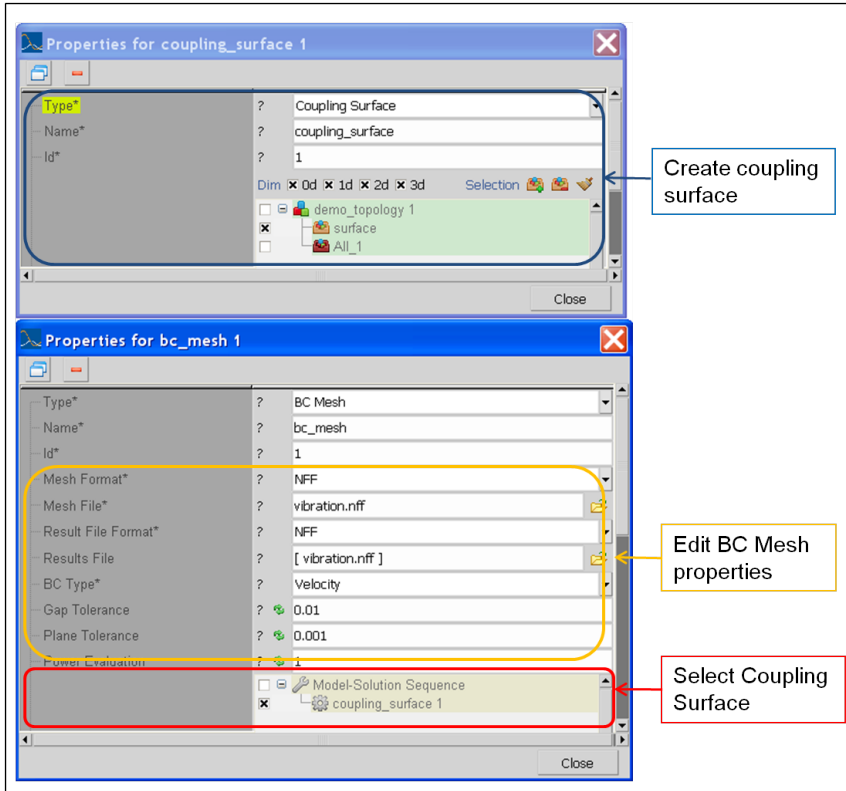 Properties for coupling_surface 1
Type* ? Coupling Surface
Name* ? coupling_surface
Id* ? 1
Dim 0d 1d 2d 3d Selection
demo_topology 1
surface
All_1
Close
Create coupling
surface
Properties for bc_mesh 1
Type* ? BC Mesh
Name* ? bc_mesh
Id* ? 1
Mesh Format* ? NFF
Mesh File* ? vibration.nff
Result File Format* ? NFF
Results File ? [ vibration.nff ]
BC Type* ? Velocity
Gap Tolerance ? 0.01
Plane Tolerance ? 0.001
Power Evaluation ? 1
Model-Solution Sequence
coupling_surface 1
Close
Edit BC Mesh
properties
Select Coupling
Surface